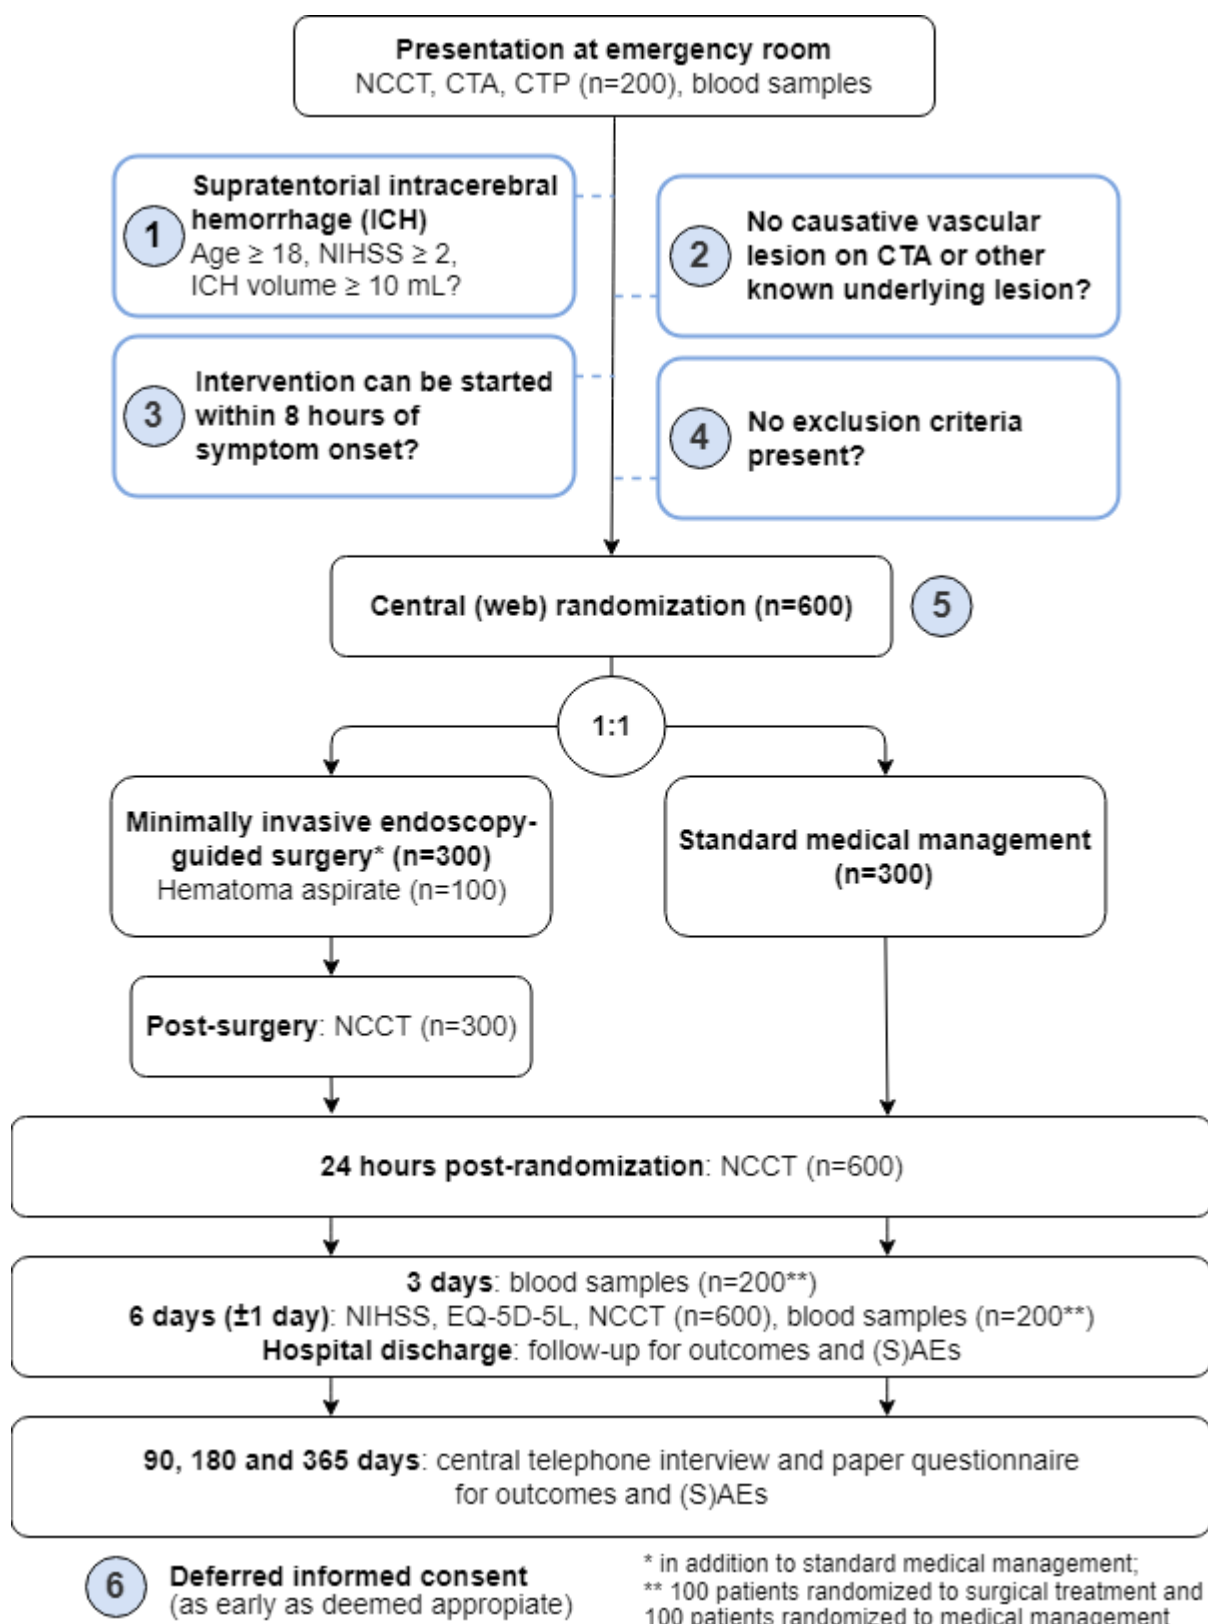 Presentation at emergency room
NCCT, CTA, CTP (n=200), blood samples
1
Supratentorial intracerebral
hemorrhage (ICH)
Age ≥ 18, NIHSS ≥ 2,
ICH volume ≥ 10 mL?
2
No causative vascular
lesion on CTA or other
known underlying lesion?
3
Intervention can be started
within 8 hours of
symptom onset?
4
No exclusion criteria
present?
Central (web) randomization (n=600)
5
1:1
Minimally invasive endoscopy-
guided surgery* (n=300)
Hematoma aspirate (n=100)
Standard medical management
(n=300)
Post-surgery: NCCT (n=300)
24 hours post-randomization: NCCT (n=600)
3 days: blood samples (n=200**)
6 days (±1 day): NIHSS, EQ-5D-5L, NCCT (n=600), blood samples (n=200**)
Hospital discharge: follow-up for outcomes and (S)AEs
90, 180 and 365 days: central telephone interview and paper questionnaire
for outcomes and (S)AEs
6
Deferred informed consent
(as early as deemed appropiate)
* in addition to standard medical management;
** 100 patients randomized to surgical treatment and
100 patients randomized to medical management